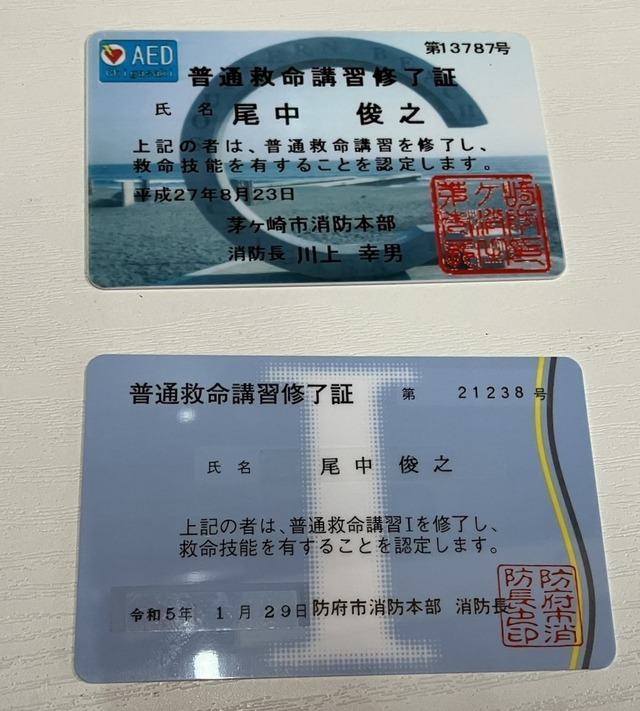 AED
第13787号
普通救命講習修了証
氏 名 尾中 俊之
上記の者は、普通救命講習を修了し、
救命技能を有することを認定します。
平成27年8月23日
茅ヶ崎市消防本部
消防長 川上 幸男
普通救命講習修了証 第 21238 号
氏 名 尾中 俊之
上記の者は、普通救命講習Ⅰを修了し、
救命技能を有することを認定します。
令和5年 1月 29日 防府市消防本部 消防長
防府市消
防長之印